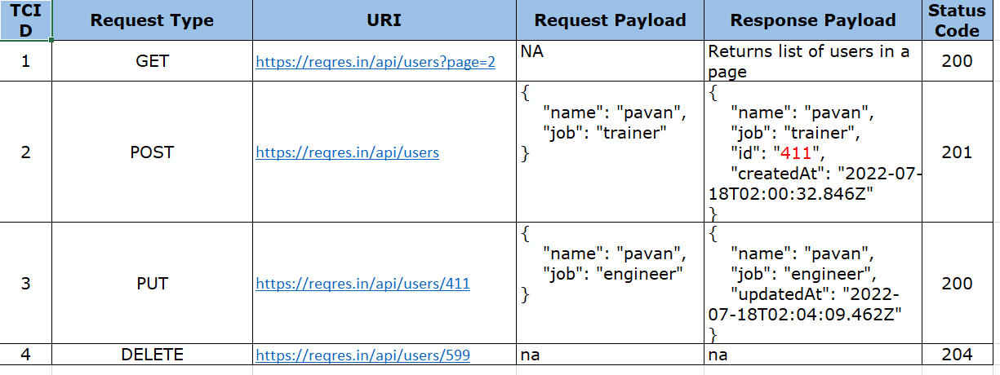 TCI
D
Request Type
URI
Request Payload
Response Payload
Status
Code
1
GET
https://reqres.in/api/users?page=2
NA
Returns list of users in a
page
200
2
POST
https://reqres.in/api/users
{
"name": "pavan",
"job": "trainer"
}
{
"name": "pavan",
"job": "trainer",
"id": "411",
"createdAt": "2022-07-
18T02:00:32.846Z"
}
201
3
PUT
https://reqres.in/api/users/411
{
"name": "pavan",
"job": "engineer"
}
{
"name": "pavan",
"job": "engineer",
"updatedAt": "2022-
07-18T02:04:09.462Z"
}
200
4
DELETE
https://reqres.in/api/users/599
na
na
204